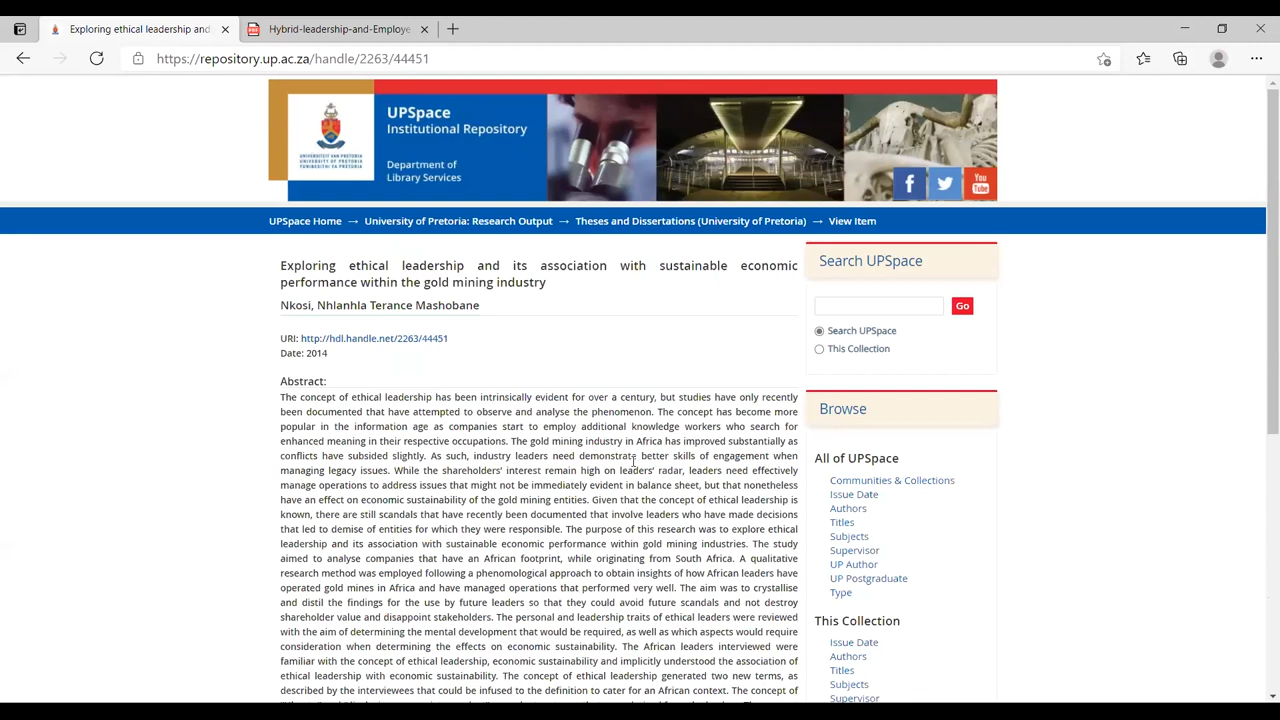 Exploring ethical leadership and
Hybrid-leadership-and-Employe
https://repository.up.ac.za/handle/2263/44451
UPSpace
Institutional Repository
Department of
Library Services
UNIVERSITEIT VAN PRETORIA
UNIVERSITY OF PRETORIA
YUNIBESITHI YA PRETORIA
You
Tube
UPSpace Home → University of Pretoria: Research Output → Theses and Dissertations (University of Pretoria) → View Item
Exploring ethical leadership and its association with sustainable economic
performance within the gold mining industry
Nkosi, Nhlanhla Terance Mashobane
URI: http://hdl.handle.net/2263/44451
Date: 2014
Abstract:
The concept of ethical leadership has been intrinsically evident for over a century, but studies have only recently
been documented that have attempted to observe and analyse the phenomenon. The concept has become more
popular in the information age as companies start to employ additional knowledge workers who search for
enhanced meaning in their respective occupations. The gold mining industry in Africa has improved substantially as
conflicts have subsided slightly. As such, industry leaders need demonstrate better skills of engagement when
managing legacy issues. While the shareholders' interest remain high on leaders' radar, leaders need effectively
manage operations to address issues that might not be immediately evident in balance sheet, but that nonetheless
have an effect on economic sustainability of the gold mining entities. Given that the concept of ethical leadership is
known, there are still scandals that have recently been documented that involve leaders who have made decisions
that led to demise of entities for which they were responsible. The purpose of this research was to explore ethical
leadership and its association with sustainable economic performance within gold mining industries. The study
aimed to analyse companies that have an African footprint, while originating from South Africa. A qualitative
research method was employed following a phenomological approach to obtain insights of how African leaders have
operated gold mines in Africa and have managed operations that performed very well. The aim was to crystallise
and distil the findings for the use by future leaders so that they could avoid future scandals and not destroy
shareholder value and disappoint stakeholders. The personal and leadership traits of ethical leaders were reviewed
with the aim of determining the mental development that would be required, as well as which aspects would require
consideration when determining the effects on economic sustainability. The African leaders interviewed were
familiar with the concept of ethical leadership, economic sustainability and implicitly understood the association of
ethical leadership with economic sustainability. The concept of ethical leadership generated two new terms, as
described by the interviewees that could be infused to the definition to cater for an African context. The concept of
Search UPSpace
Go
Search UPSpace
This Collection
Browse
All of UPSpace
Communities & Collections
Issue Date
Authors
Titles
Subjects
Supervisor
UP Author
UP Postgraduate
Type
This Collection
Issue Date
Authors
Titles
Subjects
Supervisor